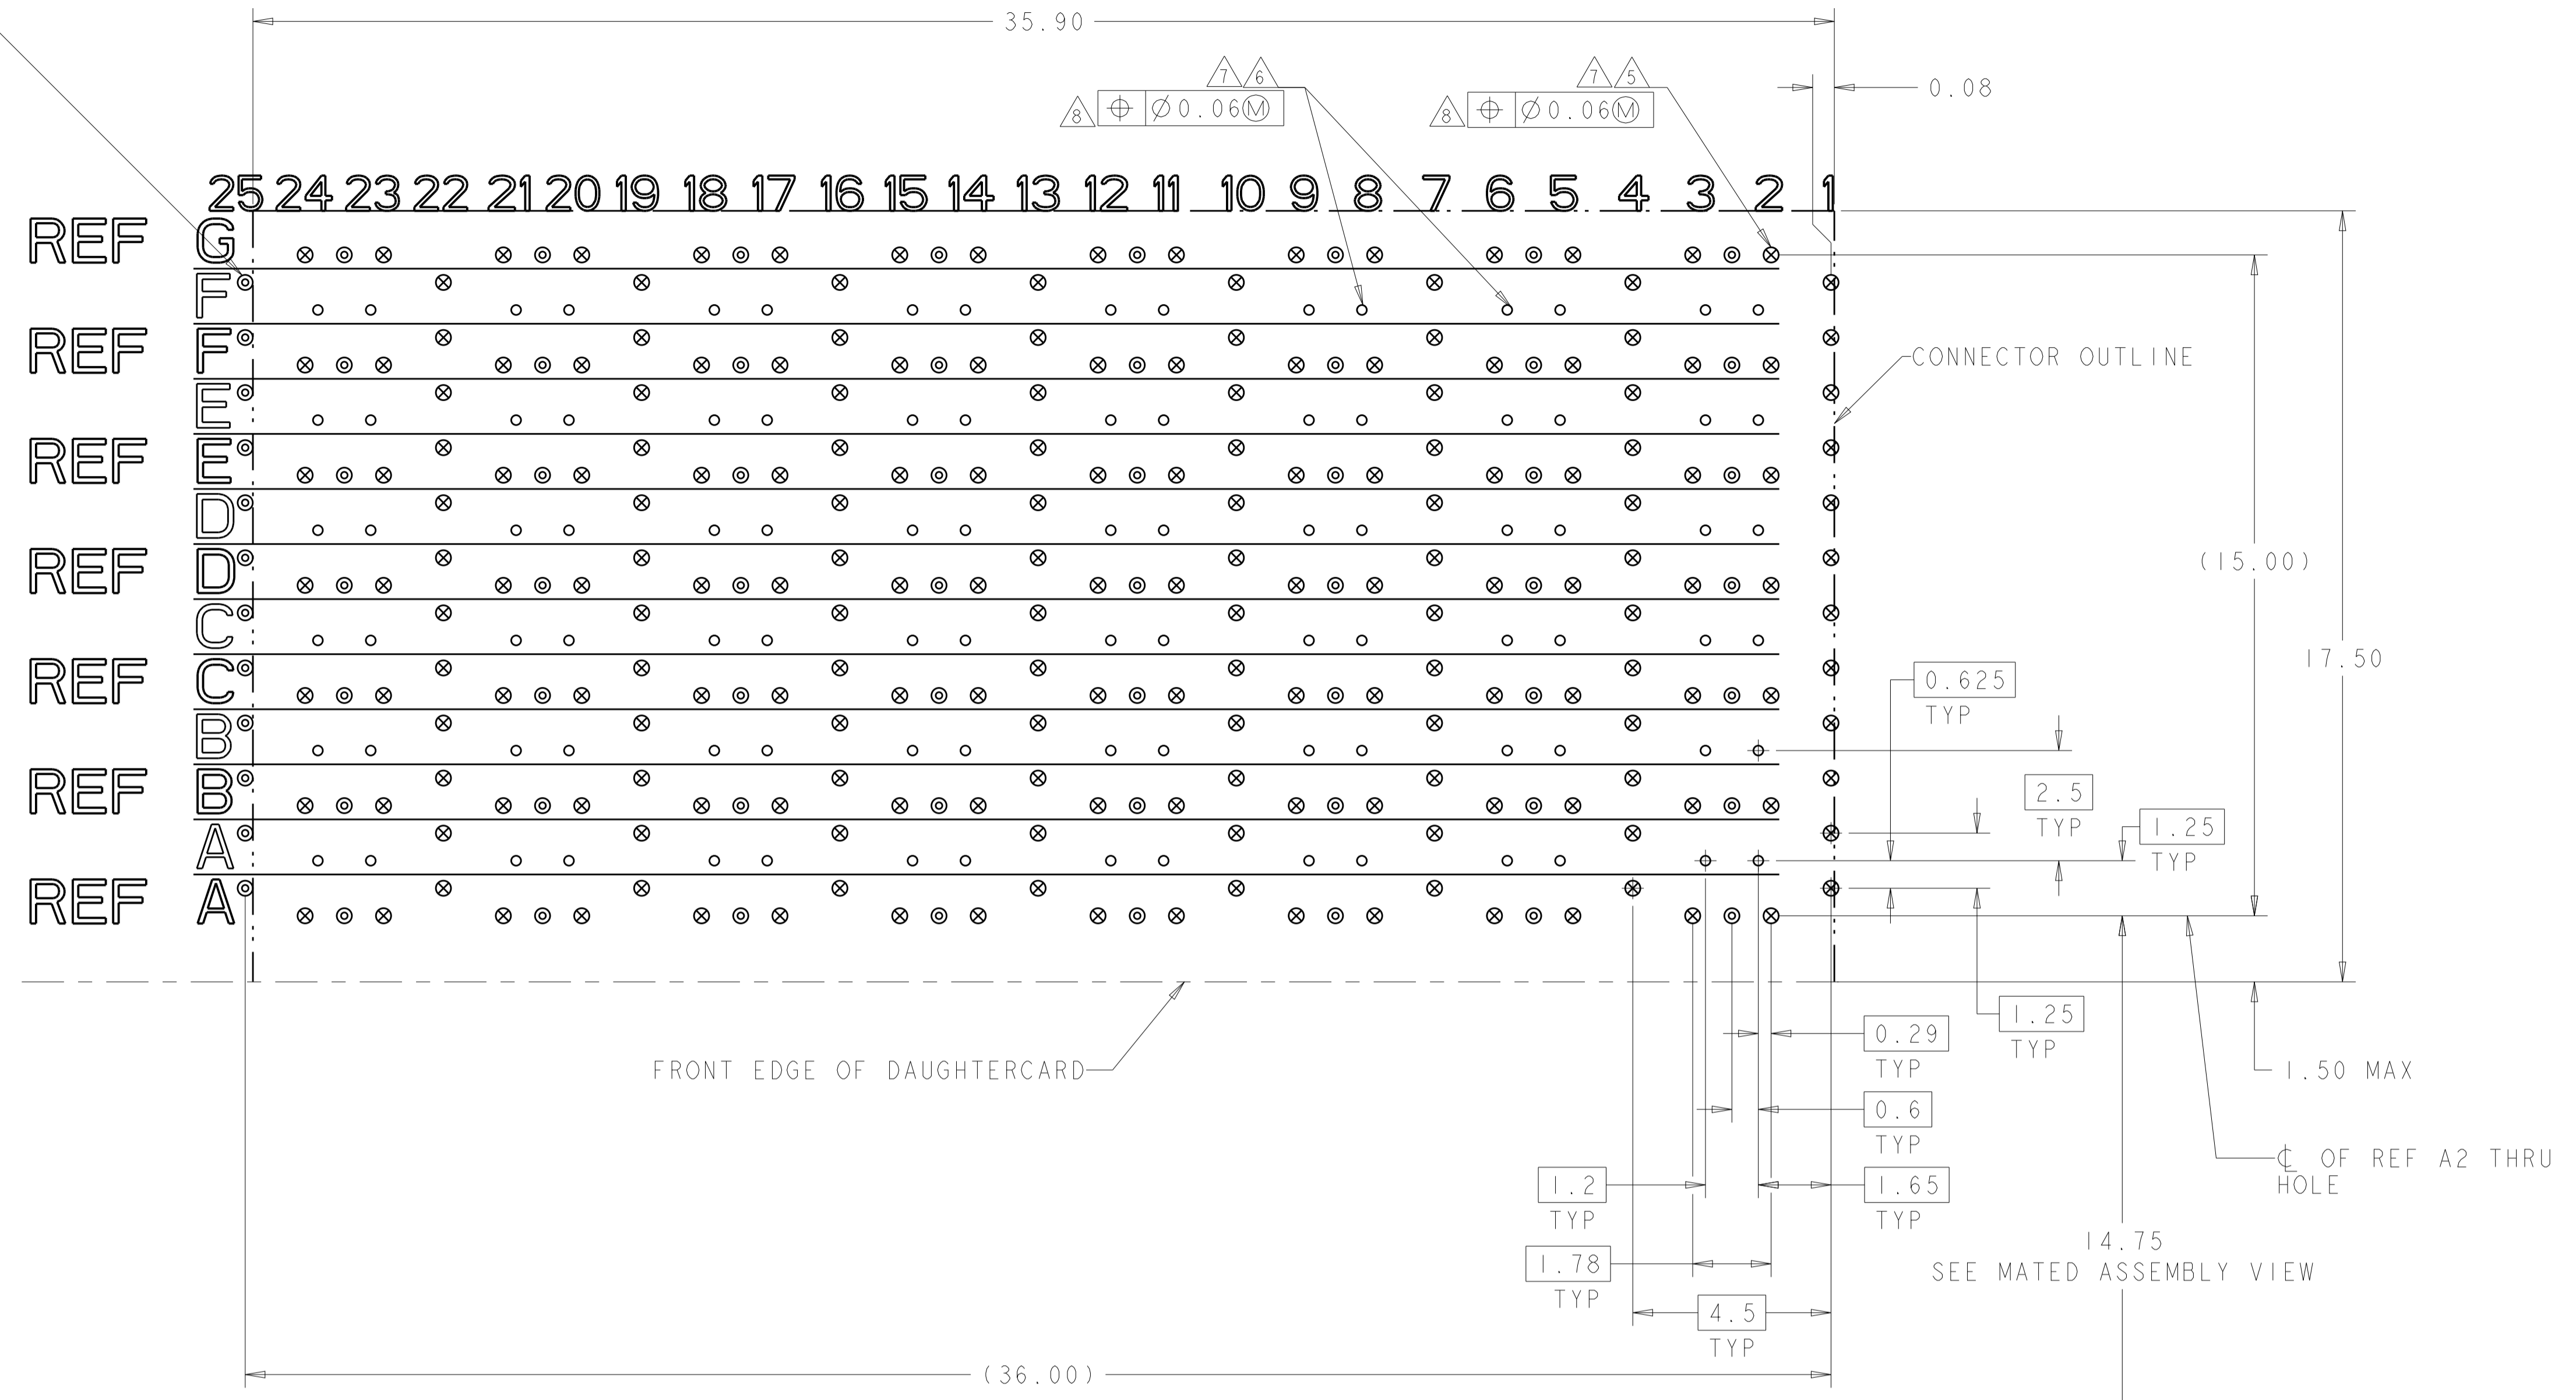 35.90
7 6
8 ⌖ Ø0.06Ⓜ
7 5
8 ⌖ Ø0.06Ⓜ
0.08
25 24 23 22 21 20 19 18 17 16 15 14 13 12 11 10 9 8 7 6 5 4 3 2 1
REF G
F
REF F
CONNECTOR OUTLINE
E
REF E
D
(15.00)
REF D
C
17.50
REF C
0.625
TYP
B
REF B
2.5
TYP
1.25
TYP
A
REF A
1.25
TYP
0.29
TYP
FRONT EDGE OF DAUGHTERCARD
1.50 MAX
0.6
TYP
℄ OF REF A2 THRU
HOLE
1.2
TYP
1.65
TYP
14.75
SEE MATED ASSEMBLY VIEW
1.78
TYP
4.5
TYP
(36.00)